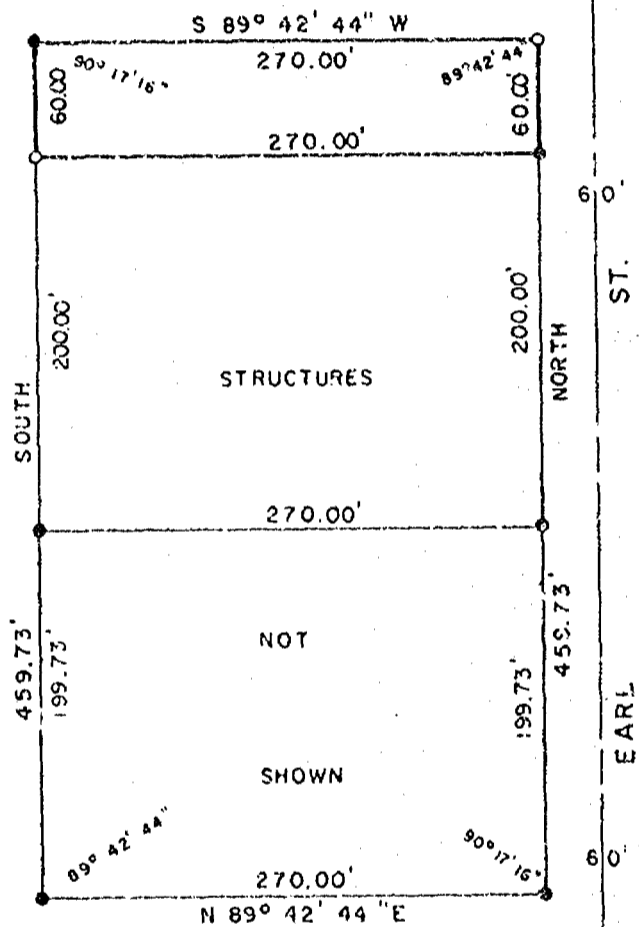 S 89° 42' 44" W
270.00'
90° 17' 16"
89° 42' 44"
60.00
60.00'
270.00'
60'
ST.
200.00'
200.00'
STRUCTURES
NORTH
SOUTH
270.00'
NOT
459.73'
199.73'
199.73'
459.73'
EARL
SHOWN
89° 42' 44"
90° 17' 16"
60'
270.00'
N 89° 42' 44" E